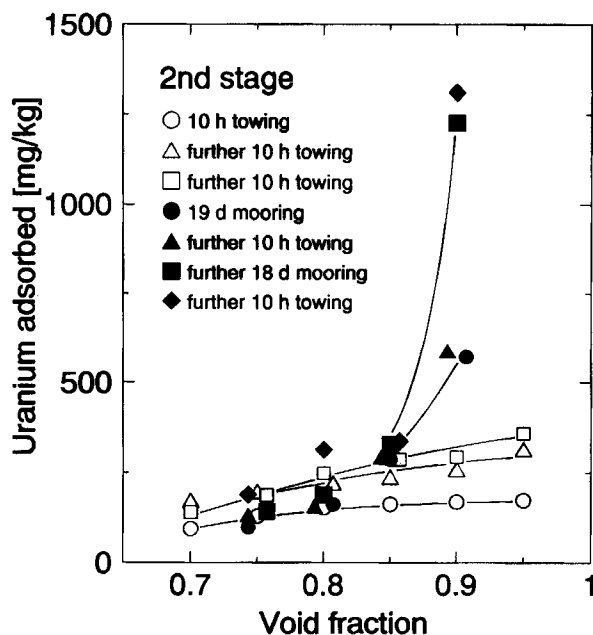 1500
1000
500
0
Uranium adsorbed [mg/kg]
2nd stage
10 h towing
further 10 h towing
further 10 h towing
19 d mooring
further 10 h towing
further 18 d mooring
further 10 h towing
0.7 0.8 0.9 1
Void fraction